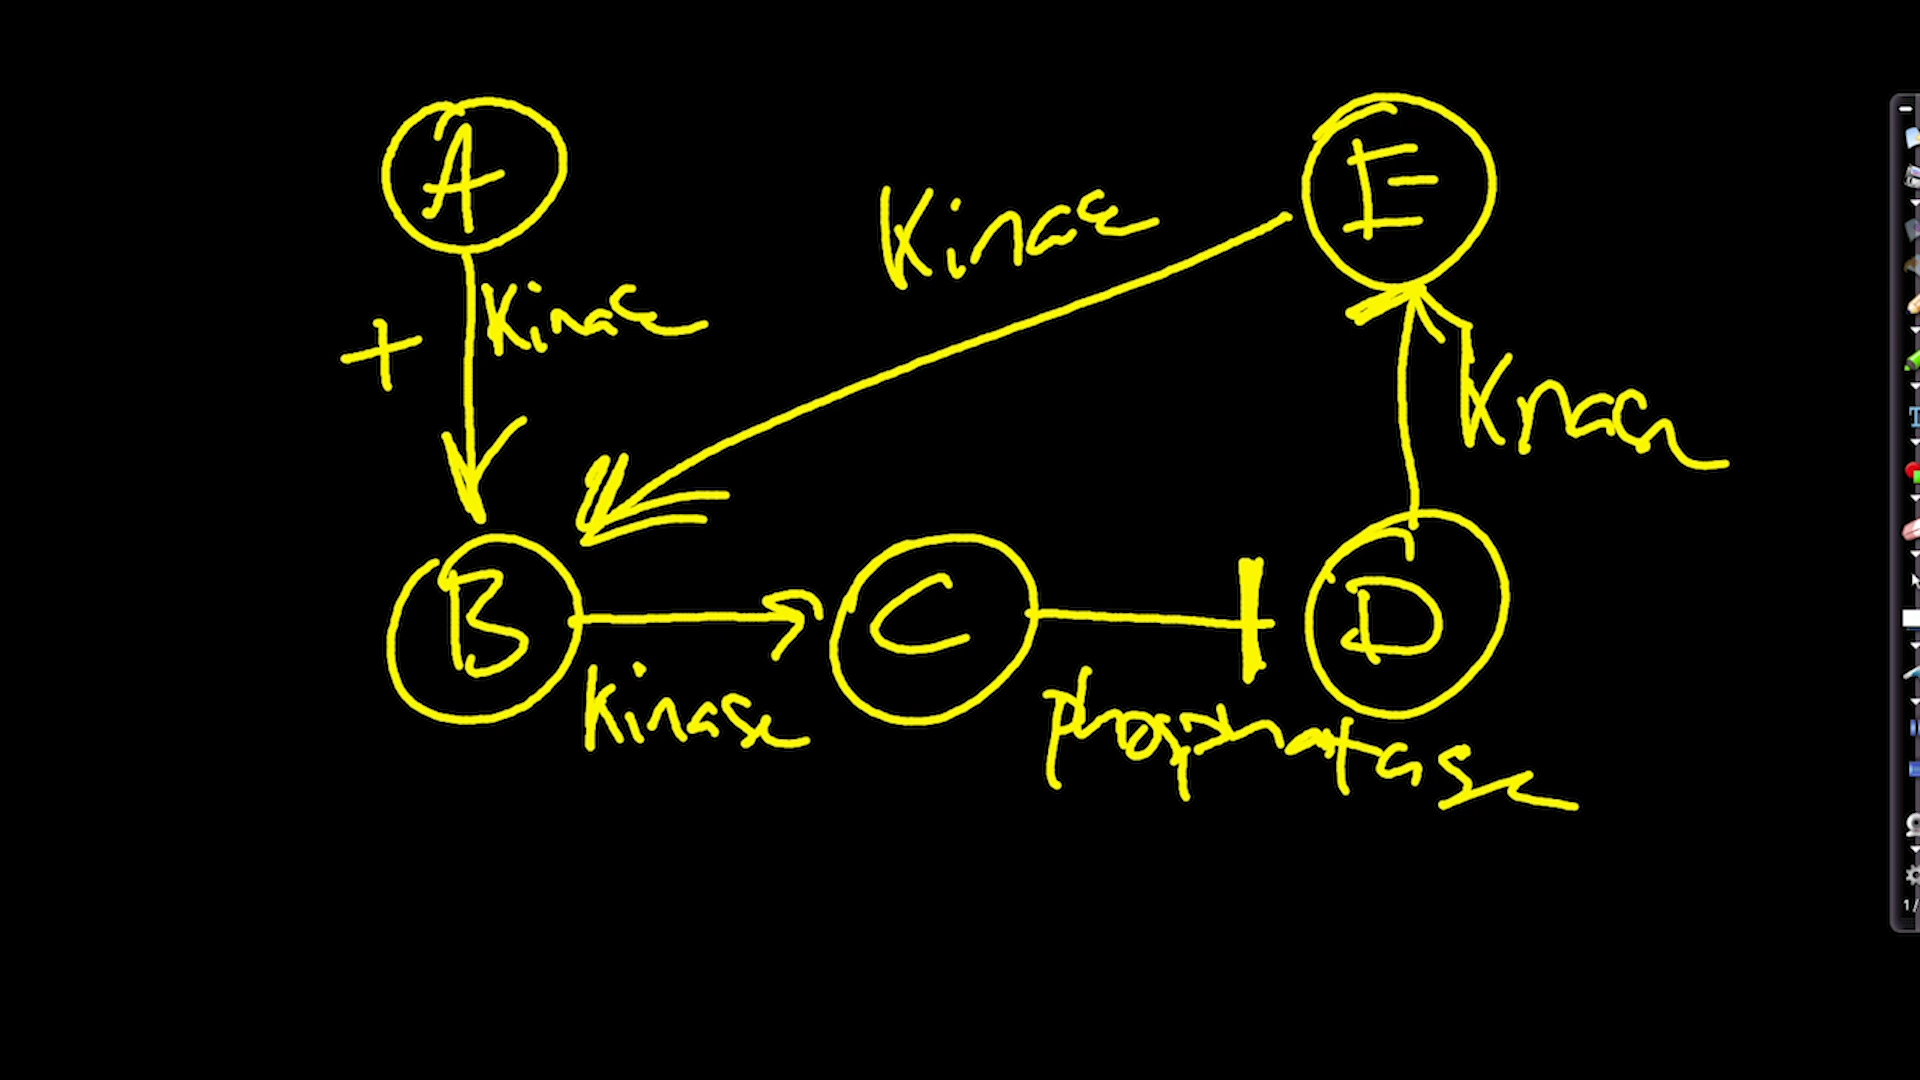 A
E
Kinase
+ Kinase
Kinase
B
C
D
Kinase
phosphatase